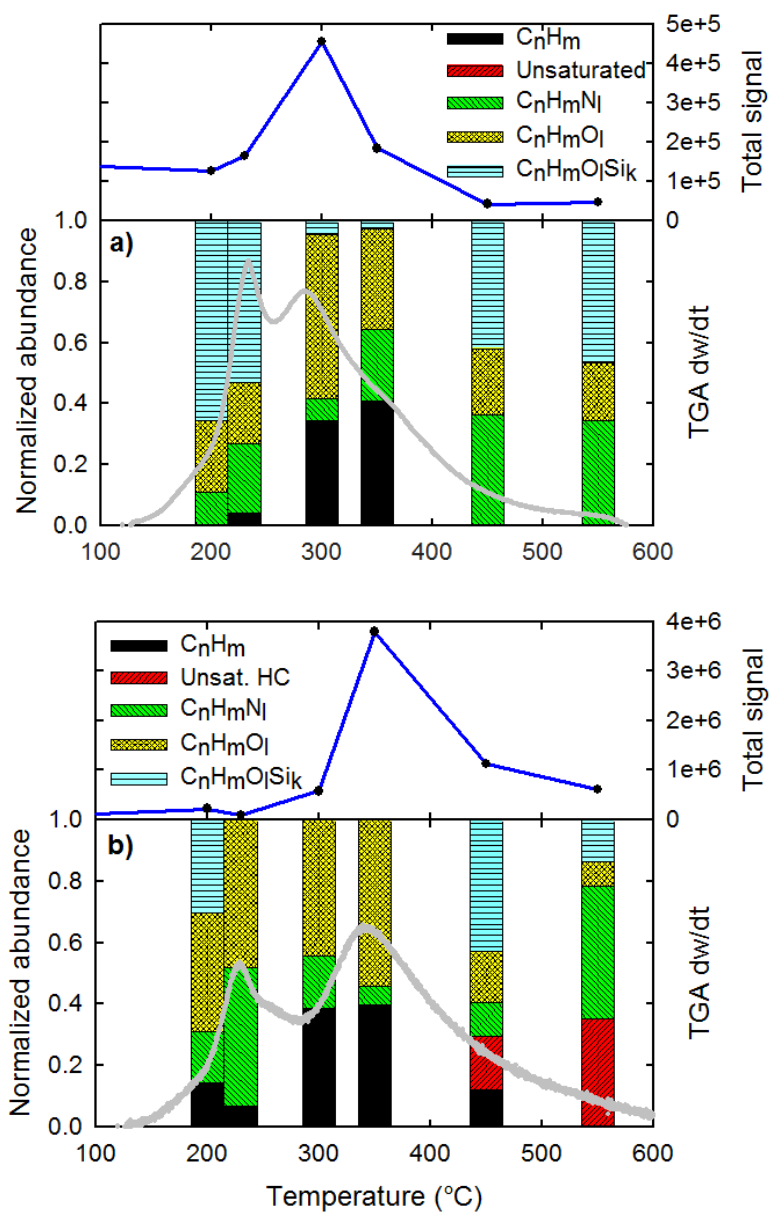 CnHm
Unsaturated
CnHmNl
CnHmOl
CnHmOlSik
5e+5
4e+5
3e+5
2e+5
1e+5
0
Total signal
a)
1.0
0.8
0.6
0.4
0.2
0.0
Normalized abundance
TGA dw/dt
100 200 300 400 500 600
CnHm
Unsat. HC
CnHmNl
CnHmOl
CnHmOlSik
4e+6
3e+6
2e+6
1e+6
0
Total signal
b)
1.0
0.8
0.6
0.4
0.2
0.0
Normalized abundance
TGA dw/dt
100 200 300 400 500 600
Temperature (°C)